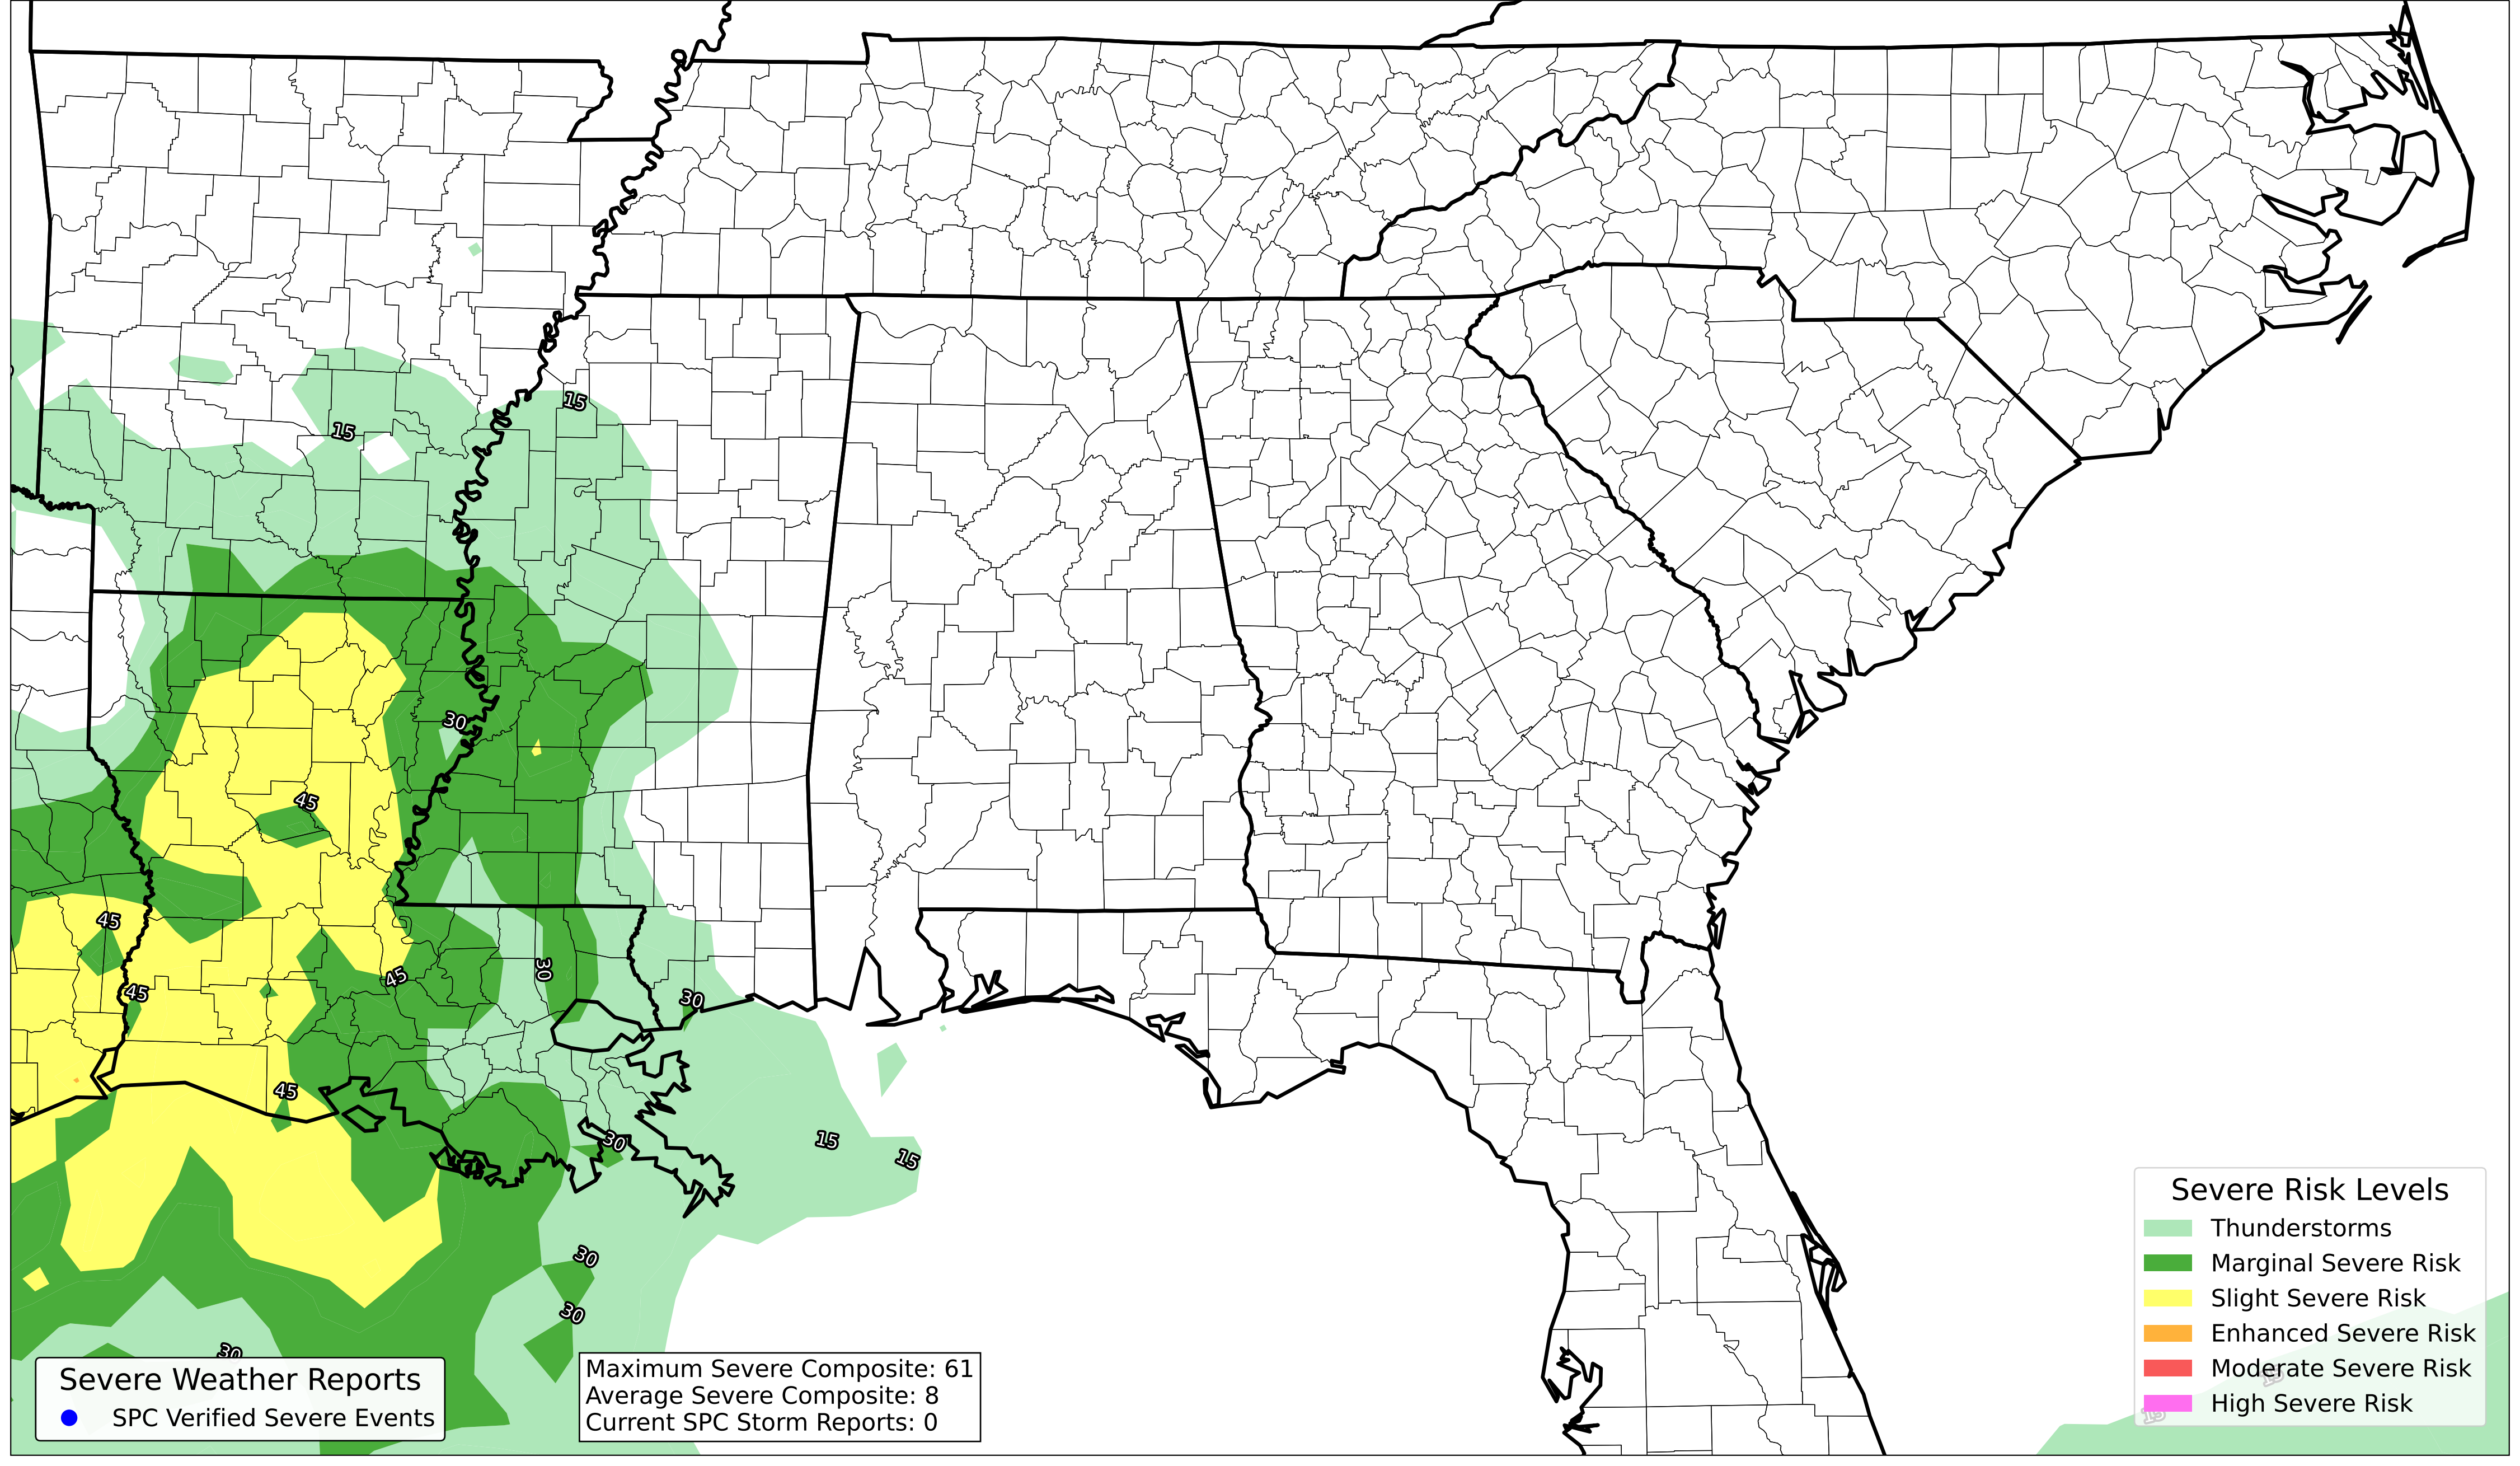 15
15
30
45
45
45
45
30
30
45
30
15
15
30
30
30
Severe Weather Reports
SPC Verified Severe Events
Maximum Severe Composite: 61
Average Severe Composite: 8
Current SPC Storm Reports: 0
Severe Risk Levels
Thunderstorms
Marginal Severe Risk
Slight Severe Risk
Enhanced Severe Risk
Moderate Severe Risk
High Severe Risk
15
15